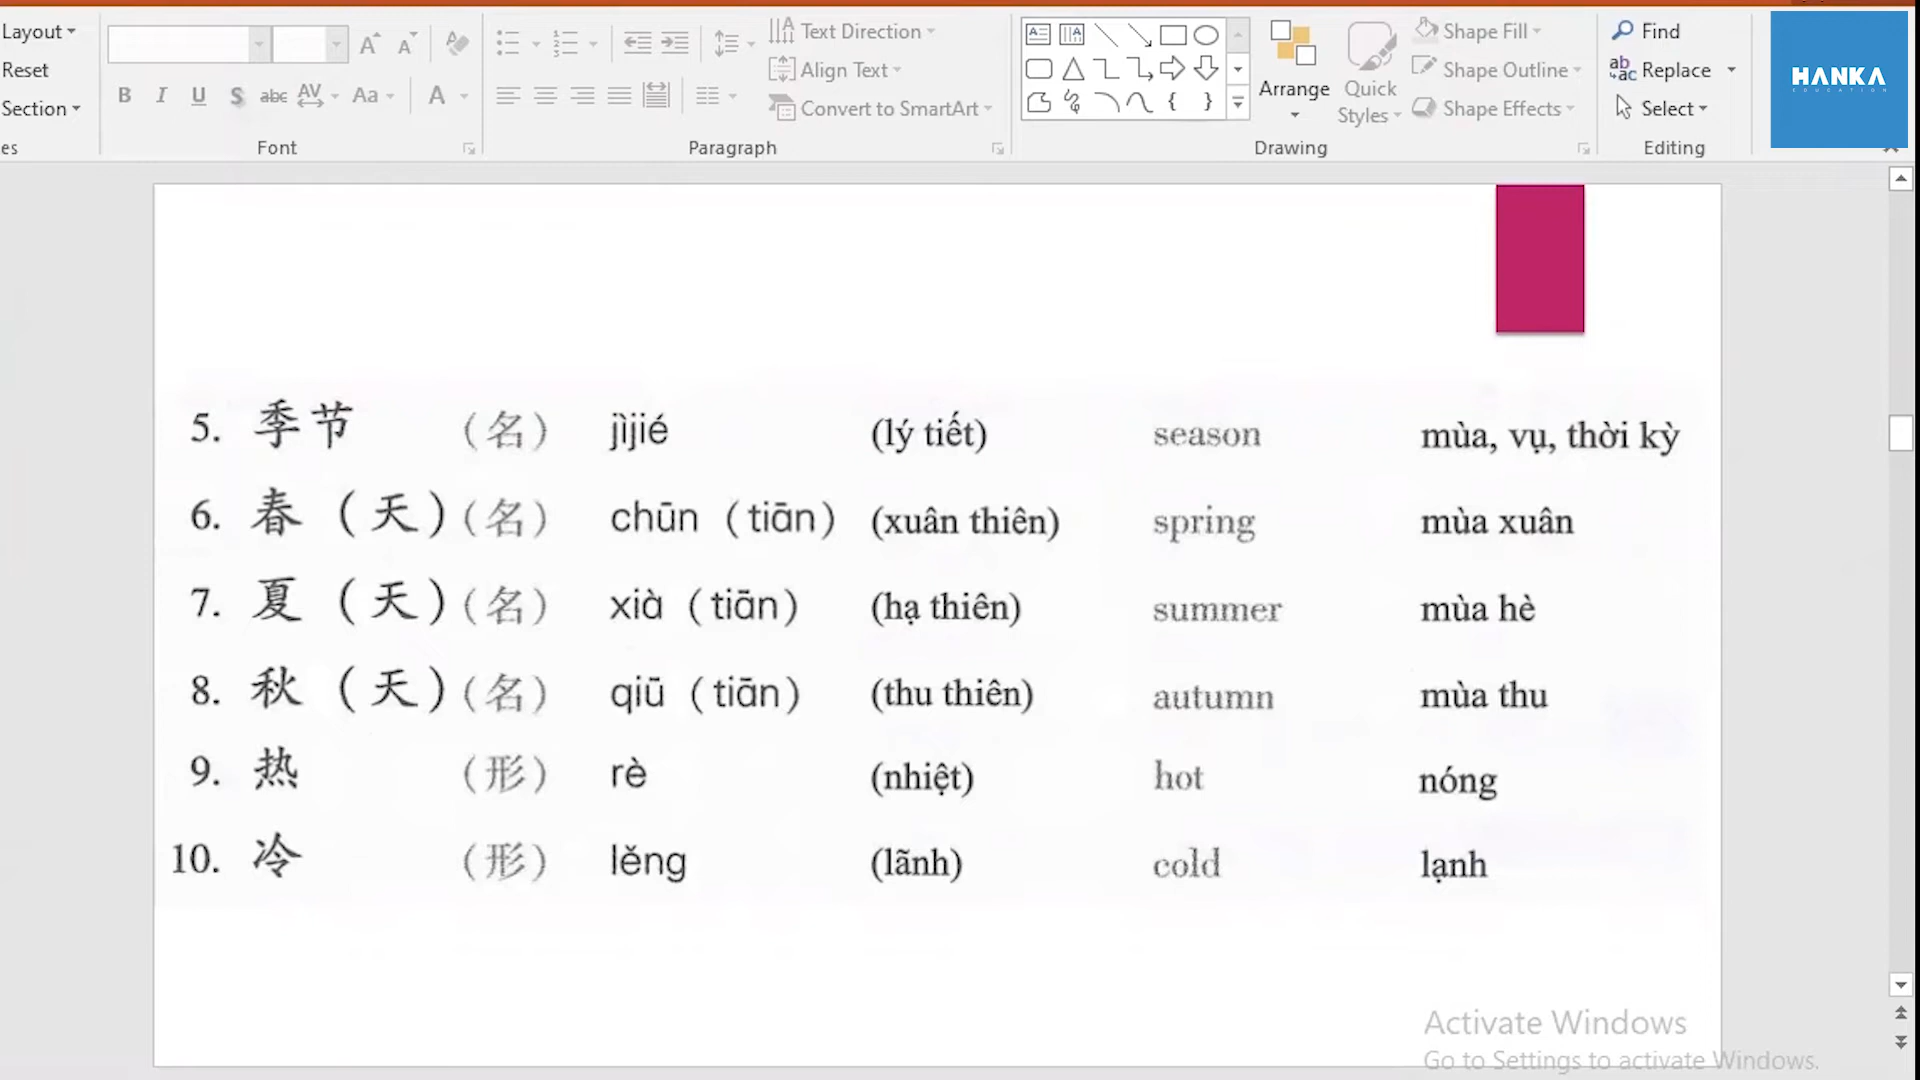 Layout
Reset
Section
es
Text Direction
Align Text
Convert to SmartArt
B I U S abc AV Aa A
Arrange
Quick
Styles
Shape Fill
Shape Outline
Shape Effects
Find
Replace
Select
Font
Paragraph
Drawing
Editing
HANKA
EDUCATION
5. 季节 （名） jìjié (lý tiết) season mùa, vụ, thời kỳ
6. 春（天）（名） chūn（tiān） (xuân thiên) spring mùa xuân
7. 夏（天）（名） xià（tiān） (hạ thiên) summer mùa hè
8. 秋（天）（名） qiū（tiān） (thu thiên) autumn mùa thu
9. 热 （形） rè (nhiệt) hot nóng
10. 冷 （形） lěng (lãnh) cold lạnh
Activate Windows
Go to Settings to activate Windows.